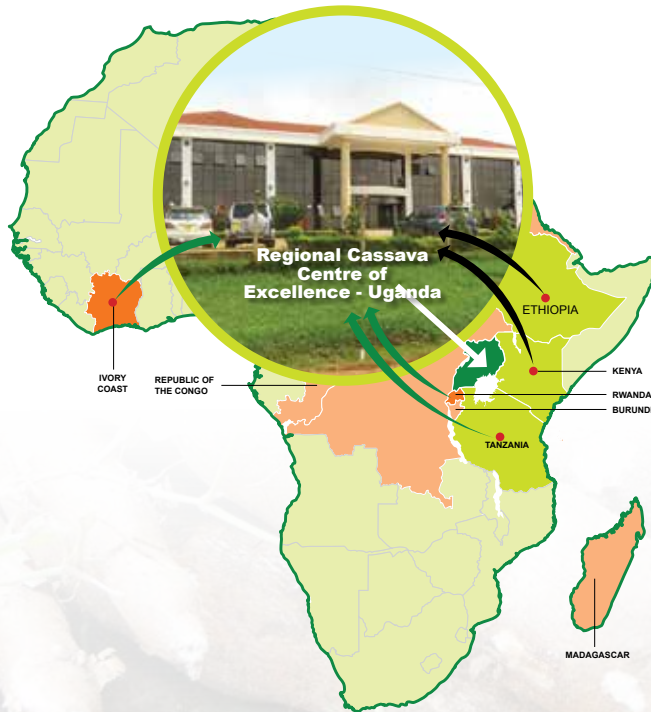 Regional Cassava
Centre of
Excellence - Uganda
ETHIOPIA
IVORY
COAST
REPUBLIC OF
THE CONGO
KENYA
RWANDA
BURUNDI
TANZANIA
MADAGASCAR